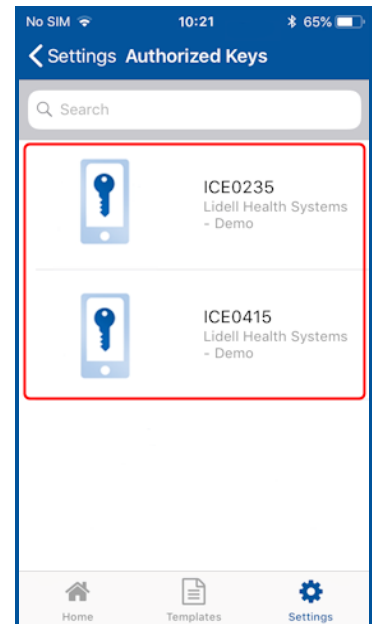 No SIM 10:21 65%
Settings Authorized Keys
Search
ICE0235
Lidell Health Systems
- Demo
ICE0415
Lidell Health Systems
- Demo
Home Templates Settings